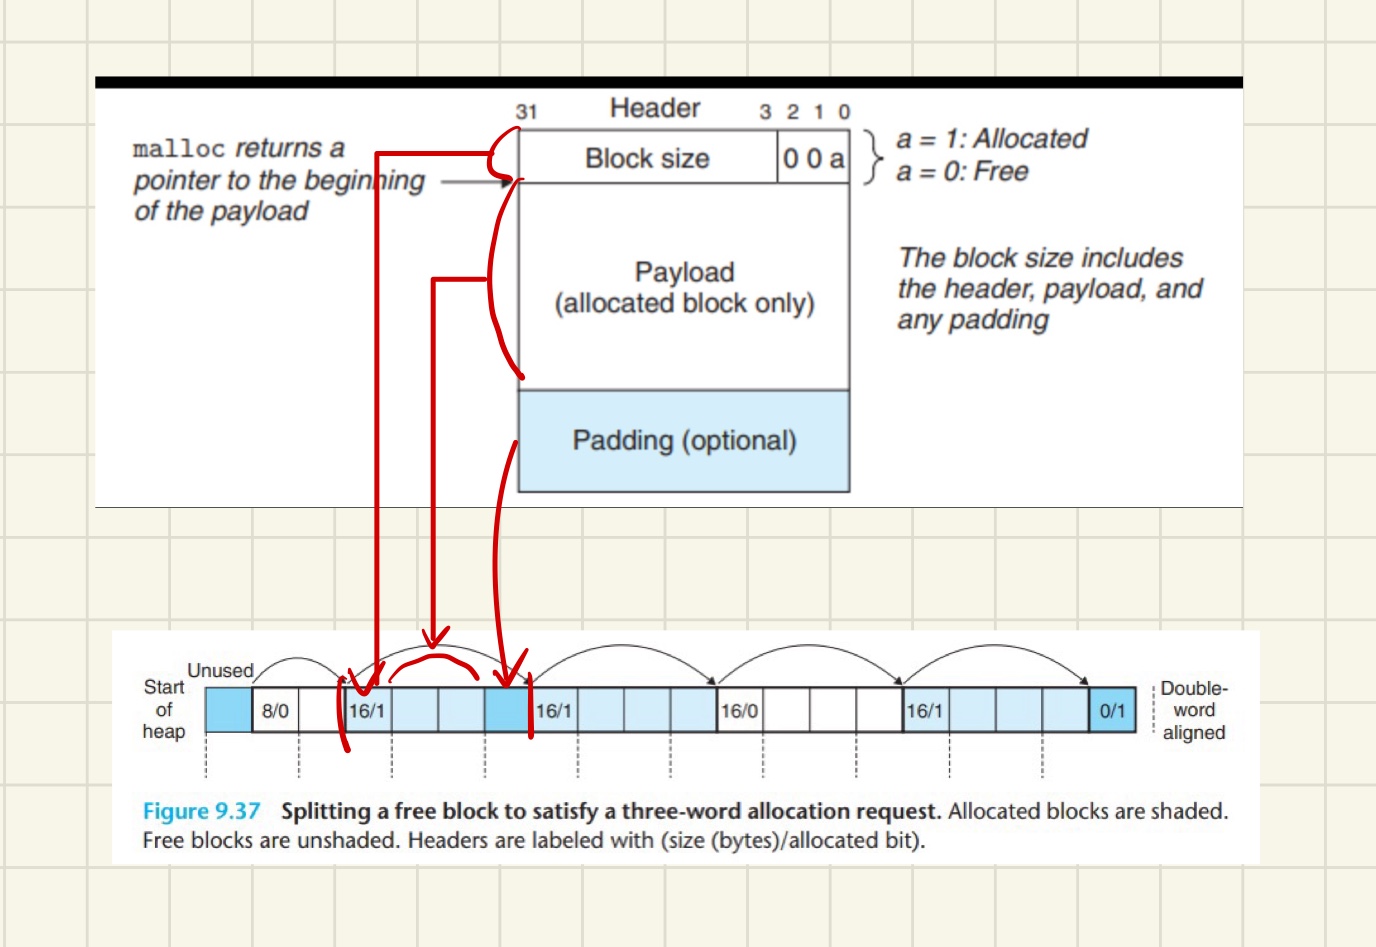 31 Header 3 2 1 0
malloc returns a
pointer to the beginning
of the payload
Block size
0 0 a
a = 1: Allocated
a = 0: Free
Payload
(allocated block only)
The block size includes
the header, payload, and
any padding
Padding (optional)
Unused
Start
of
heap
8/0 16/1 16/1 16/0 16/1 0/1
Double-
word
aligned
Figure 9.37 Splitting a free block to satisfy a three-word allocation request. Allocated blocks are shaded.
Free blocks are unshaded. Headers are labeled with (size (bytes)/allocated bit).